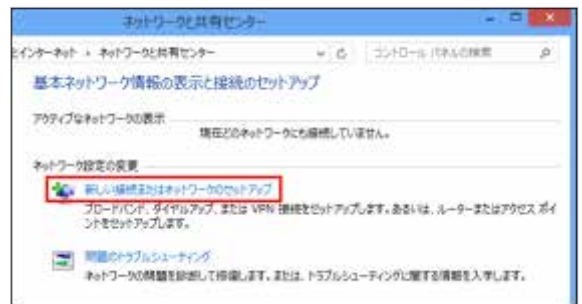 ネットワークと共有センター
とインターネット › ネットワークと共有センター
コントロール パネルの検索
基本ネットワーク情報の表示と接続のセットアップ
アクティブなネットワークの表示
現在どのネットワークにも接続していません。
ネットワーク設定の変更
新しい接続またはネットワークのセットアップ
ブロードバンド、ダイヤルアップ、または VPN 接続をセットアップします。あるいは、ルーターまたはアクセス ポイ
ントをセットアップします。
問題のトラブルシューティング
ネットワークの問題を診断して修復します。または、トラブルシューティングに関する情報を入手します。